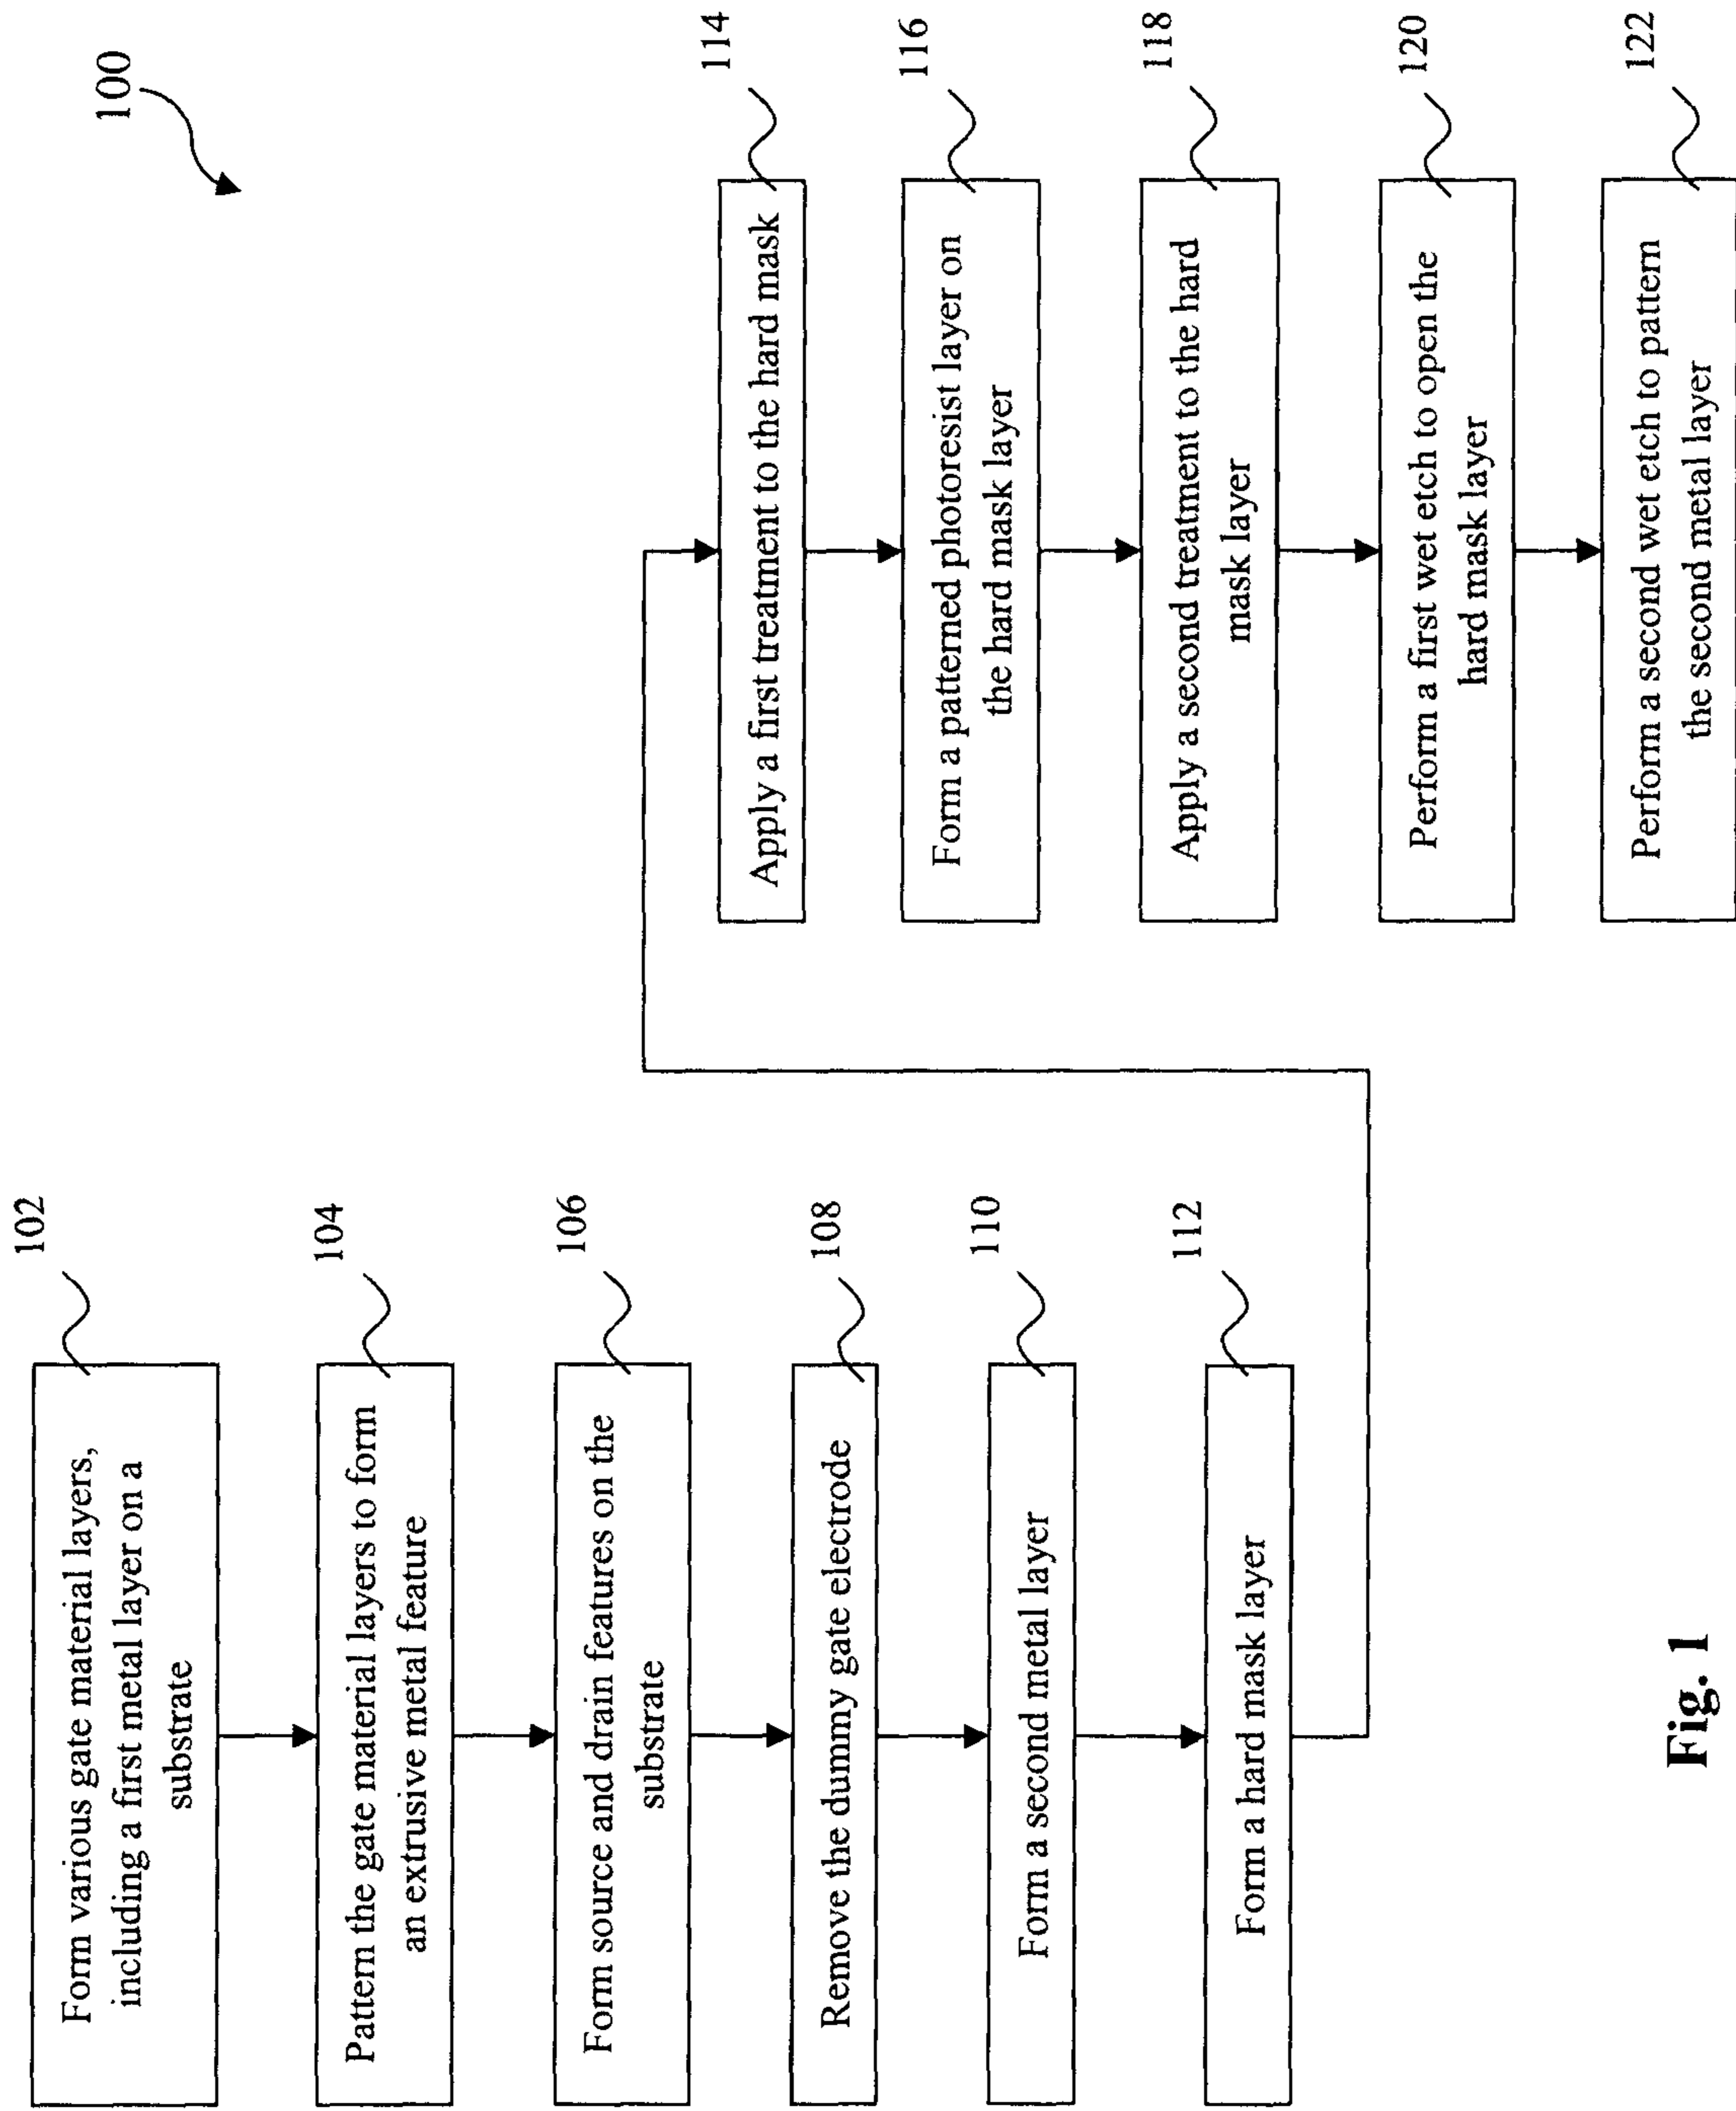 100
102
Form various gate material layers,
including a first metal layer on a
substrate
104
Pattern the gate material layers to form
an extrusive metal feature
106
Form source and drain features on the
substrate
108
Remove the dummy gate electrode
110
Form a second metal layer
112
Form a hard mask layer
114
Apply a first treatment to the hard mask
116
Form a patterned photoresist layer on
the hard mask layer
118
Apply a second treatment to the hard
mask layer
120
Perform a first wet etch to open the
hard mask layer
122
Perform a second wet etch to pattern
the second metal layer
Fig. 1